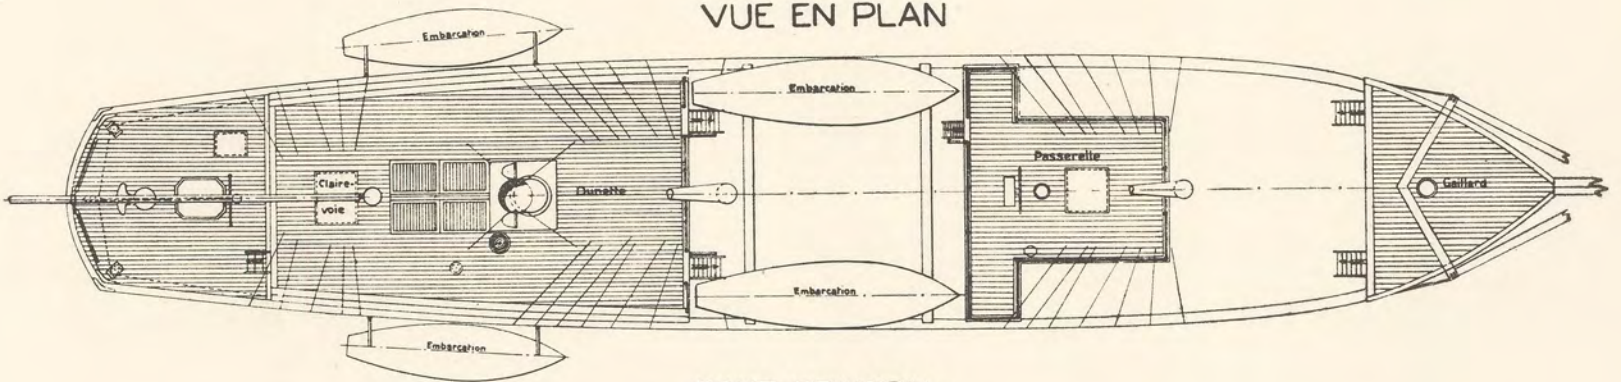 VUE EN PLAN
Embarcation
Embarcation
Passerelle
Claire-
voie
Dunette
Gaillard
Embarcation
Embarcation